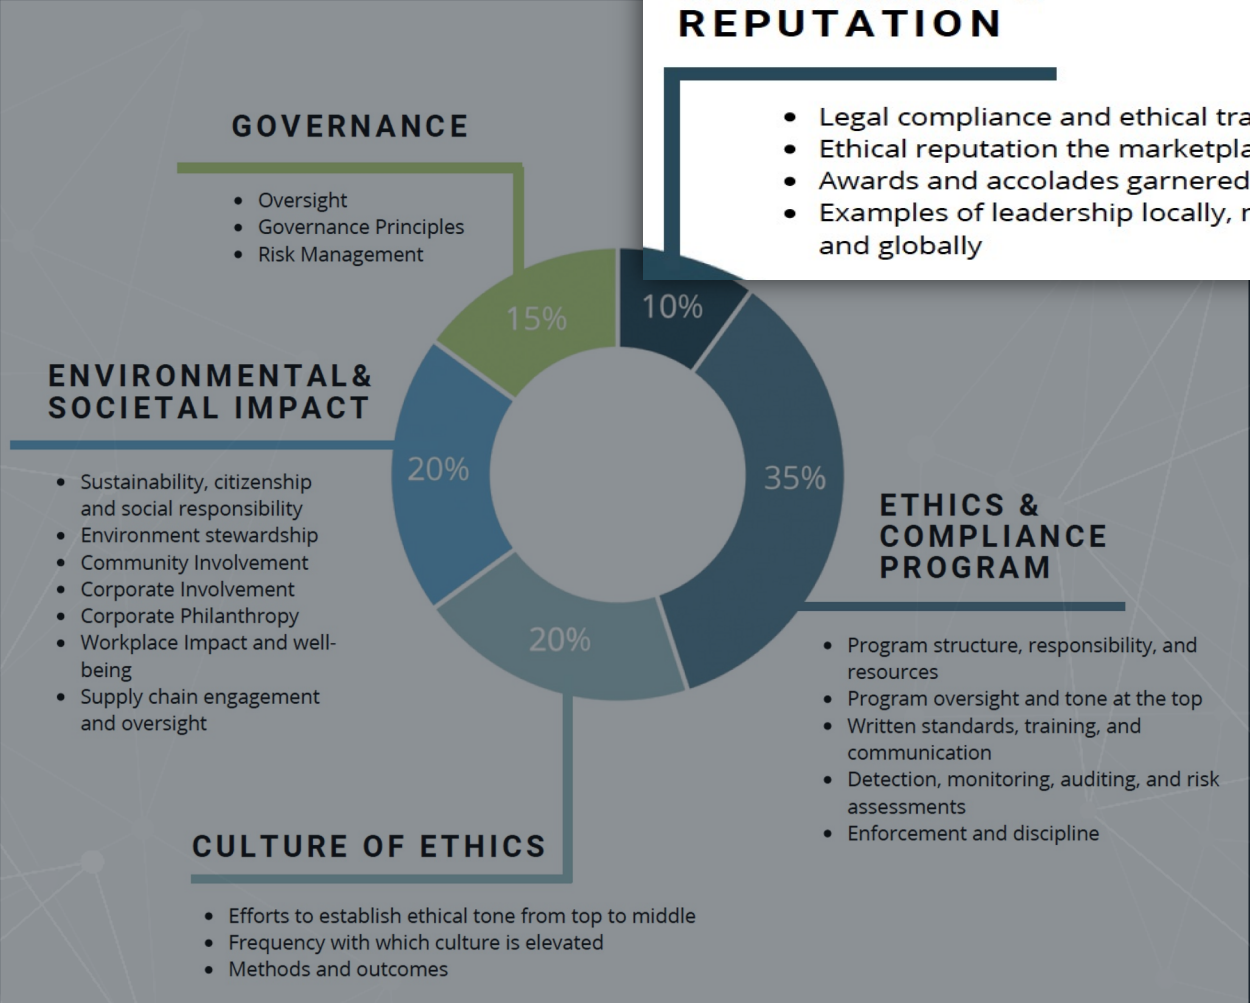 REPUTATION
• Legal compliance and ethical
• Ethical reputation the
• Awards and accolades garnered
• Examples of leadership locally,
and globally
GOVERNANCE
• Oversight
• Governance Principles
• Risk Management
15%
10%
ENVIRONMENTAL&
SOCIETAL IMPACT
20%
35%
• Sustainability, citizenship
and social responsibility
• Environment stewardship
• Community Involvement
• Corporate Involvement
• Corporate Philanthropy
• Workplace Impact and well-
being
• Supply chain engagement
and oversight
ETHICS &
COMPLIANCE
PROGRAM
• Program structure, responsibility, and
resources
• Program oversight and tone at the top
• Written standards, training, and
communication
• Detection, monitoring, auditing, and risk
assessments
• Enforcement and discipline
20%
CULTURE OF ETHICS
• Efforts to establish ethical tone from top to middle
• Frequency with which culture is elevated
• Methods and outcomes